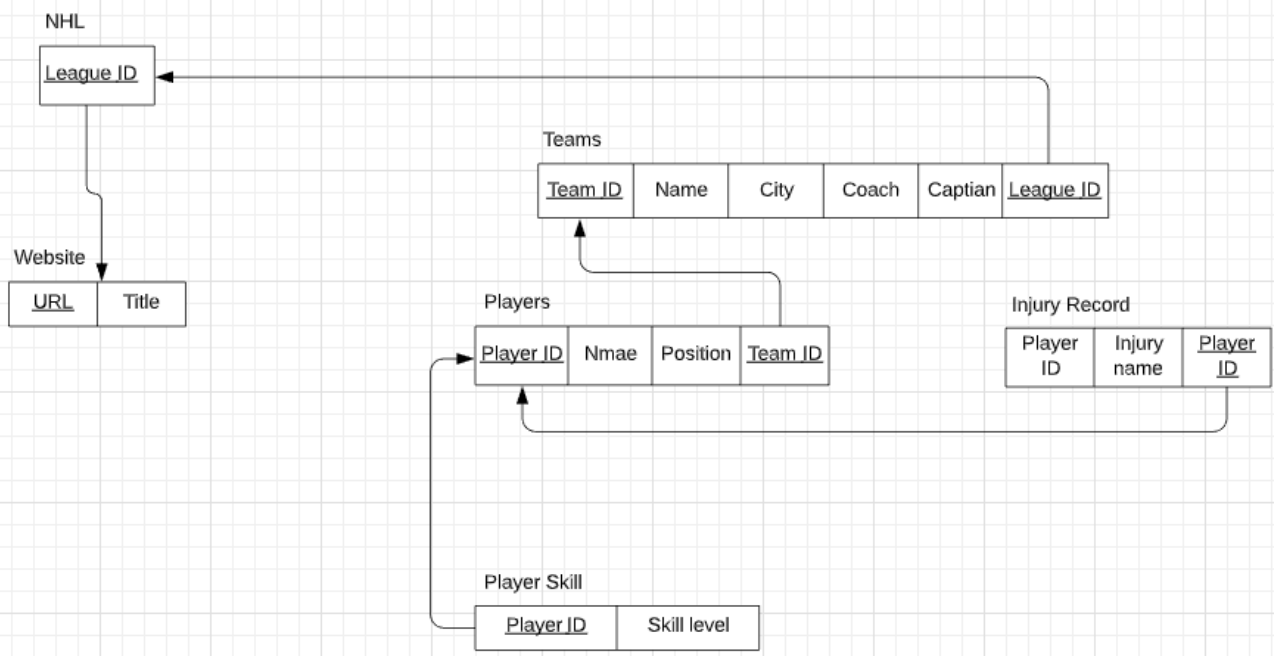 NHL
League ID
Teams
Team ID Name City Coach Captian League ID
Website
URL Title
Players
Player ID Nmae Position Team ID
Injury Record
Player
ID
Injury
name
Player
ID
Player Skill
Player ID Skill level